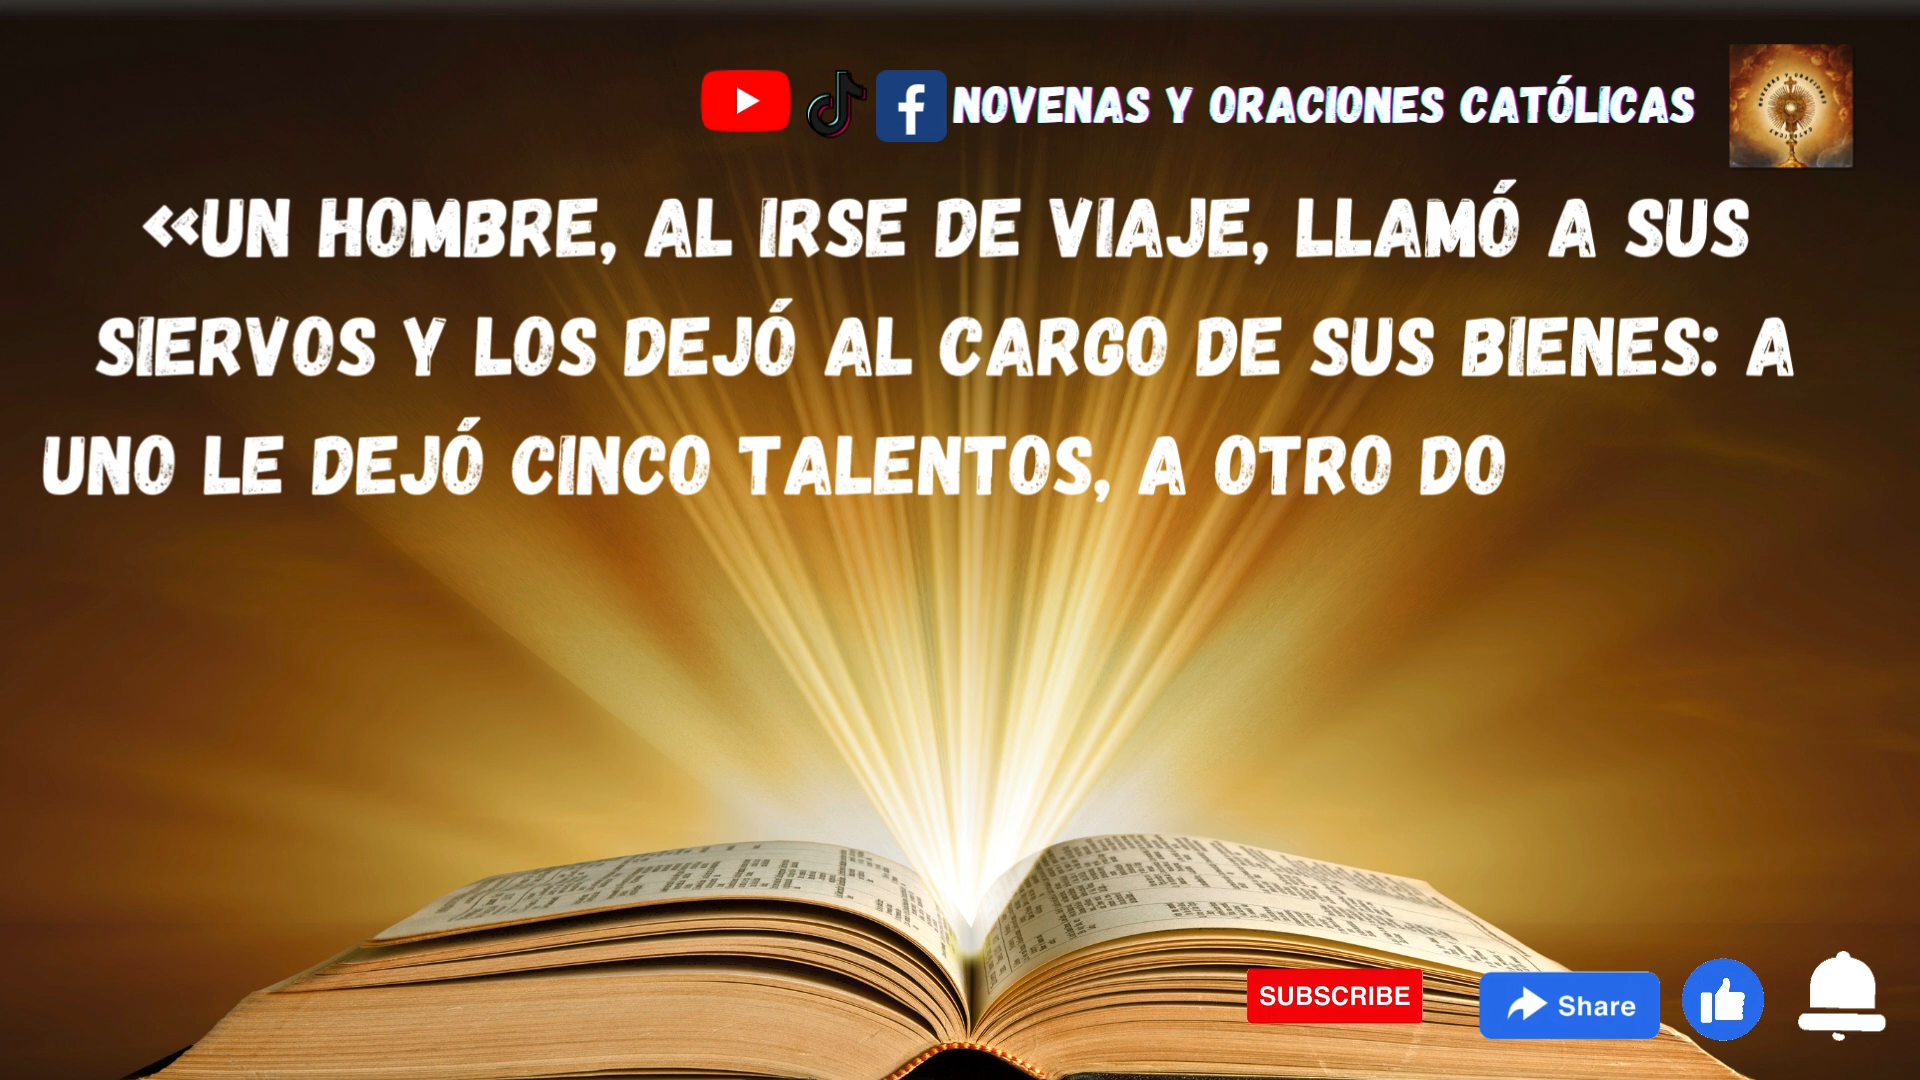 NOVENAS Y ORACIONES CATÓLICAS
«UN HOMBRE, AL IRSE DE VIAJE, LLAMÓ A SUS
SIERVOS Y LOS DEJÓ AL CARGO DE SUS BIENES: A
UNO LE DEJÓ CINCO TALENTOS, A OTRO DO
SUBSCRIBE
Share